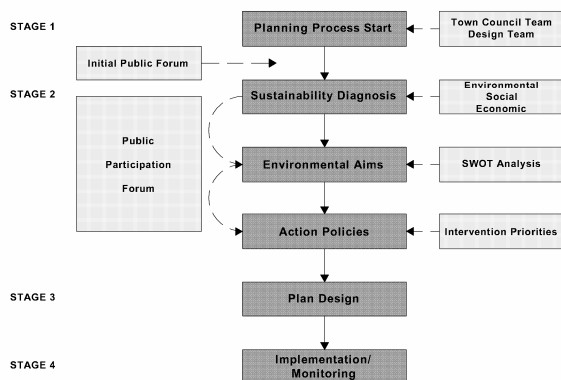 STAGE 1
Planning Process Start
Town Council Team
Design Team
Initial Public Forum
STAGE 2
Sustainability Diagnosis
Environmental
Social
Economic
Public
Participation
Forum
Environmental Aims
SWOT Analysis
Action Policies
Intervention Priorities
STAGE 3
Plan Design
STAGE 4
Implementation/
Monitoring